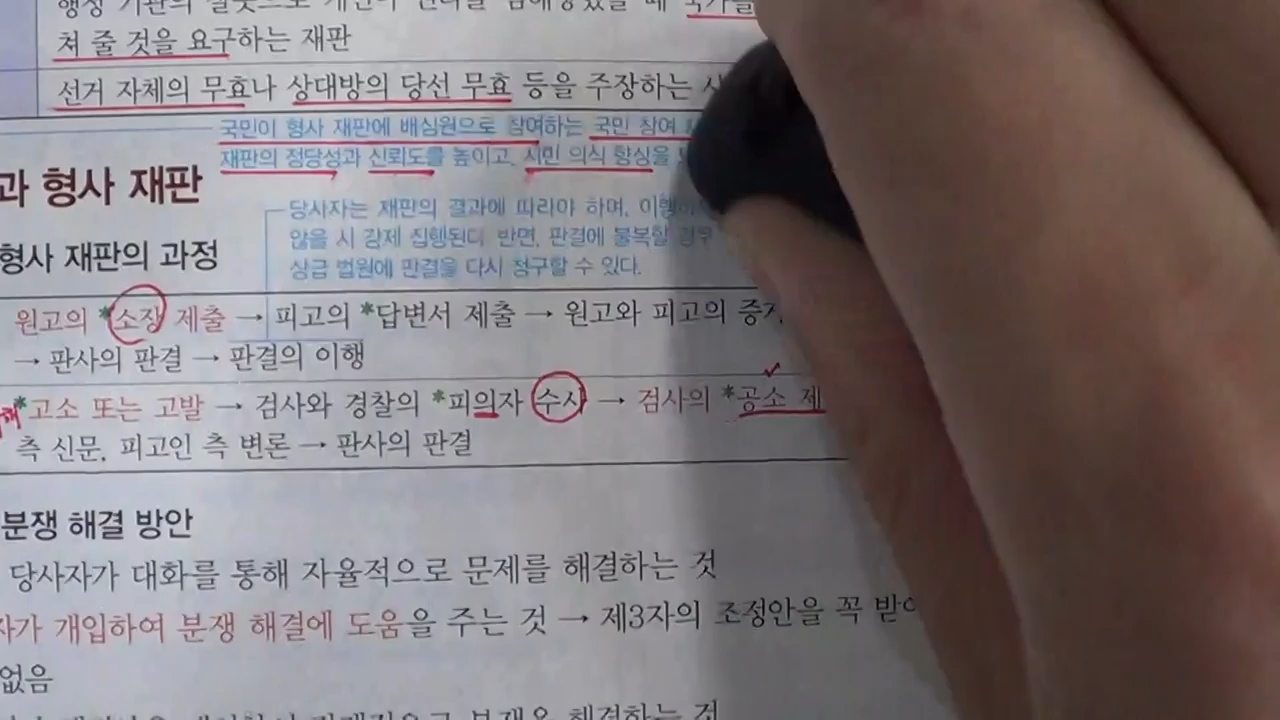 행정 기관의 잘못으로 개인의 권리를 침해당했을 때 국가를
쳐 줄 것을 요구하는 재판
선거 자체의 무효나 상대방의 당선 무효 등을 주장하는
국민이 형사 재판에 배심원으로 참여하는 국민 참여
재판의 정당성과 신뢰도를 높이고, 시민 의식 향상을
과 형사 재판
당사자는 재판의 결과에 따라야 하며, 이행하지
않을 시 강제 집행된다. 반면, 판결에 불복할 경우
상급 법원에 판결을 다시 청구할 수 있다.
형사 재판의 과정
원고의 *소장 제출 → 피고의 *답변서 제출 → 원고와 피고의 증거
→ 판사의 판결 → 판결의 이행
*고소 또는 고발 → 검사와 경찰의 *피의자 수사 → 검사의 *공소 제
측 신문, 피고인 측 변론 → 판사의 판결
분쟁 해결 방안
당사자가 대화를 통해 자율적으로 문제를 해결하는 것
자가 개입하여 분쟁 해결에 도움을 주는 것 → 제3자의 조정안을 꼭 받아
없음
해결하는 것